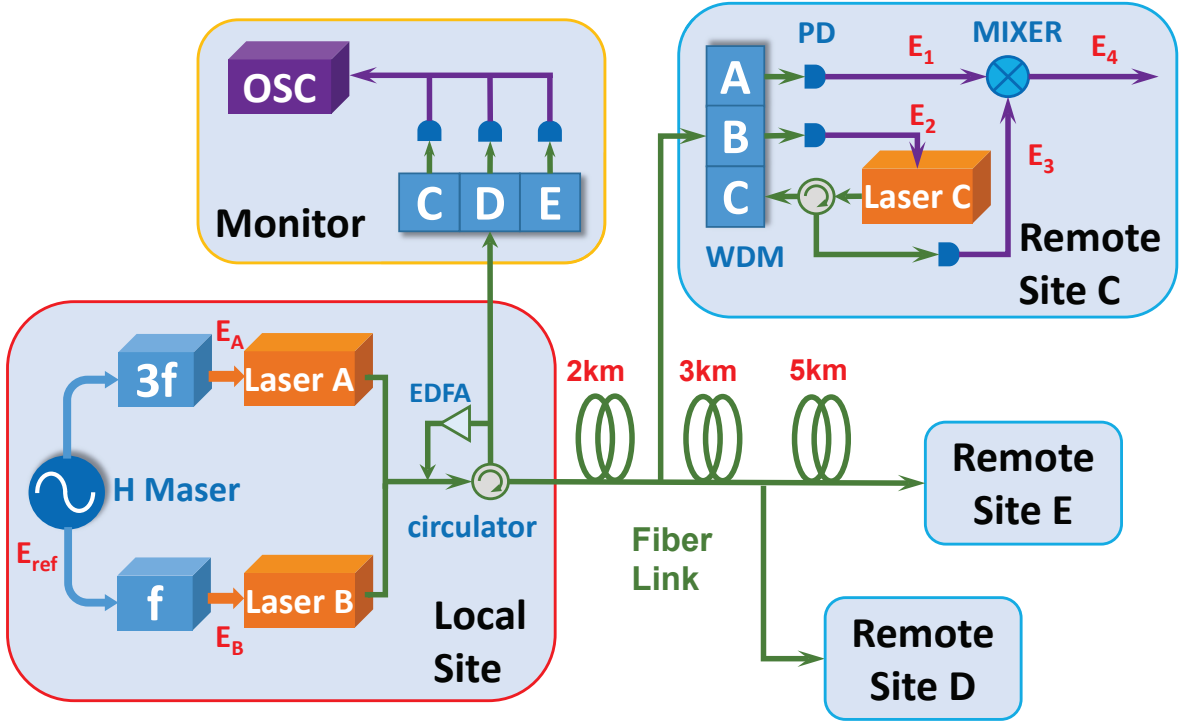 OSC
C D E
Monitor
PD
MIXER
E1
E4
A
B
C
E2
E3
Laser C
WDM
Remote
Site C
EA
3f
Laser A
EDFA
H Maser
circulator
Eref
f
EB
Laser B
Local
Site
2km
3km
5km
Fiber
Link
Remote
Site E
Remote
Site D